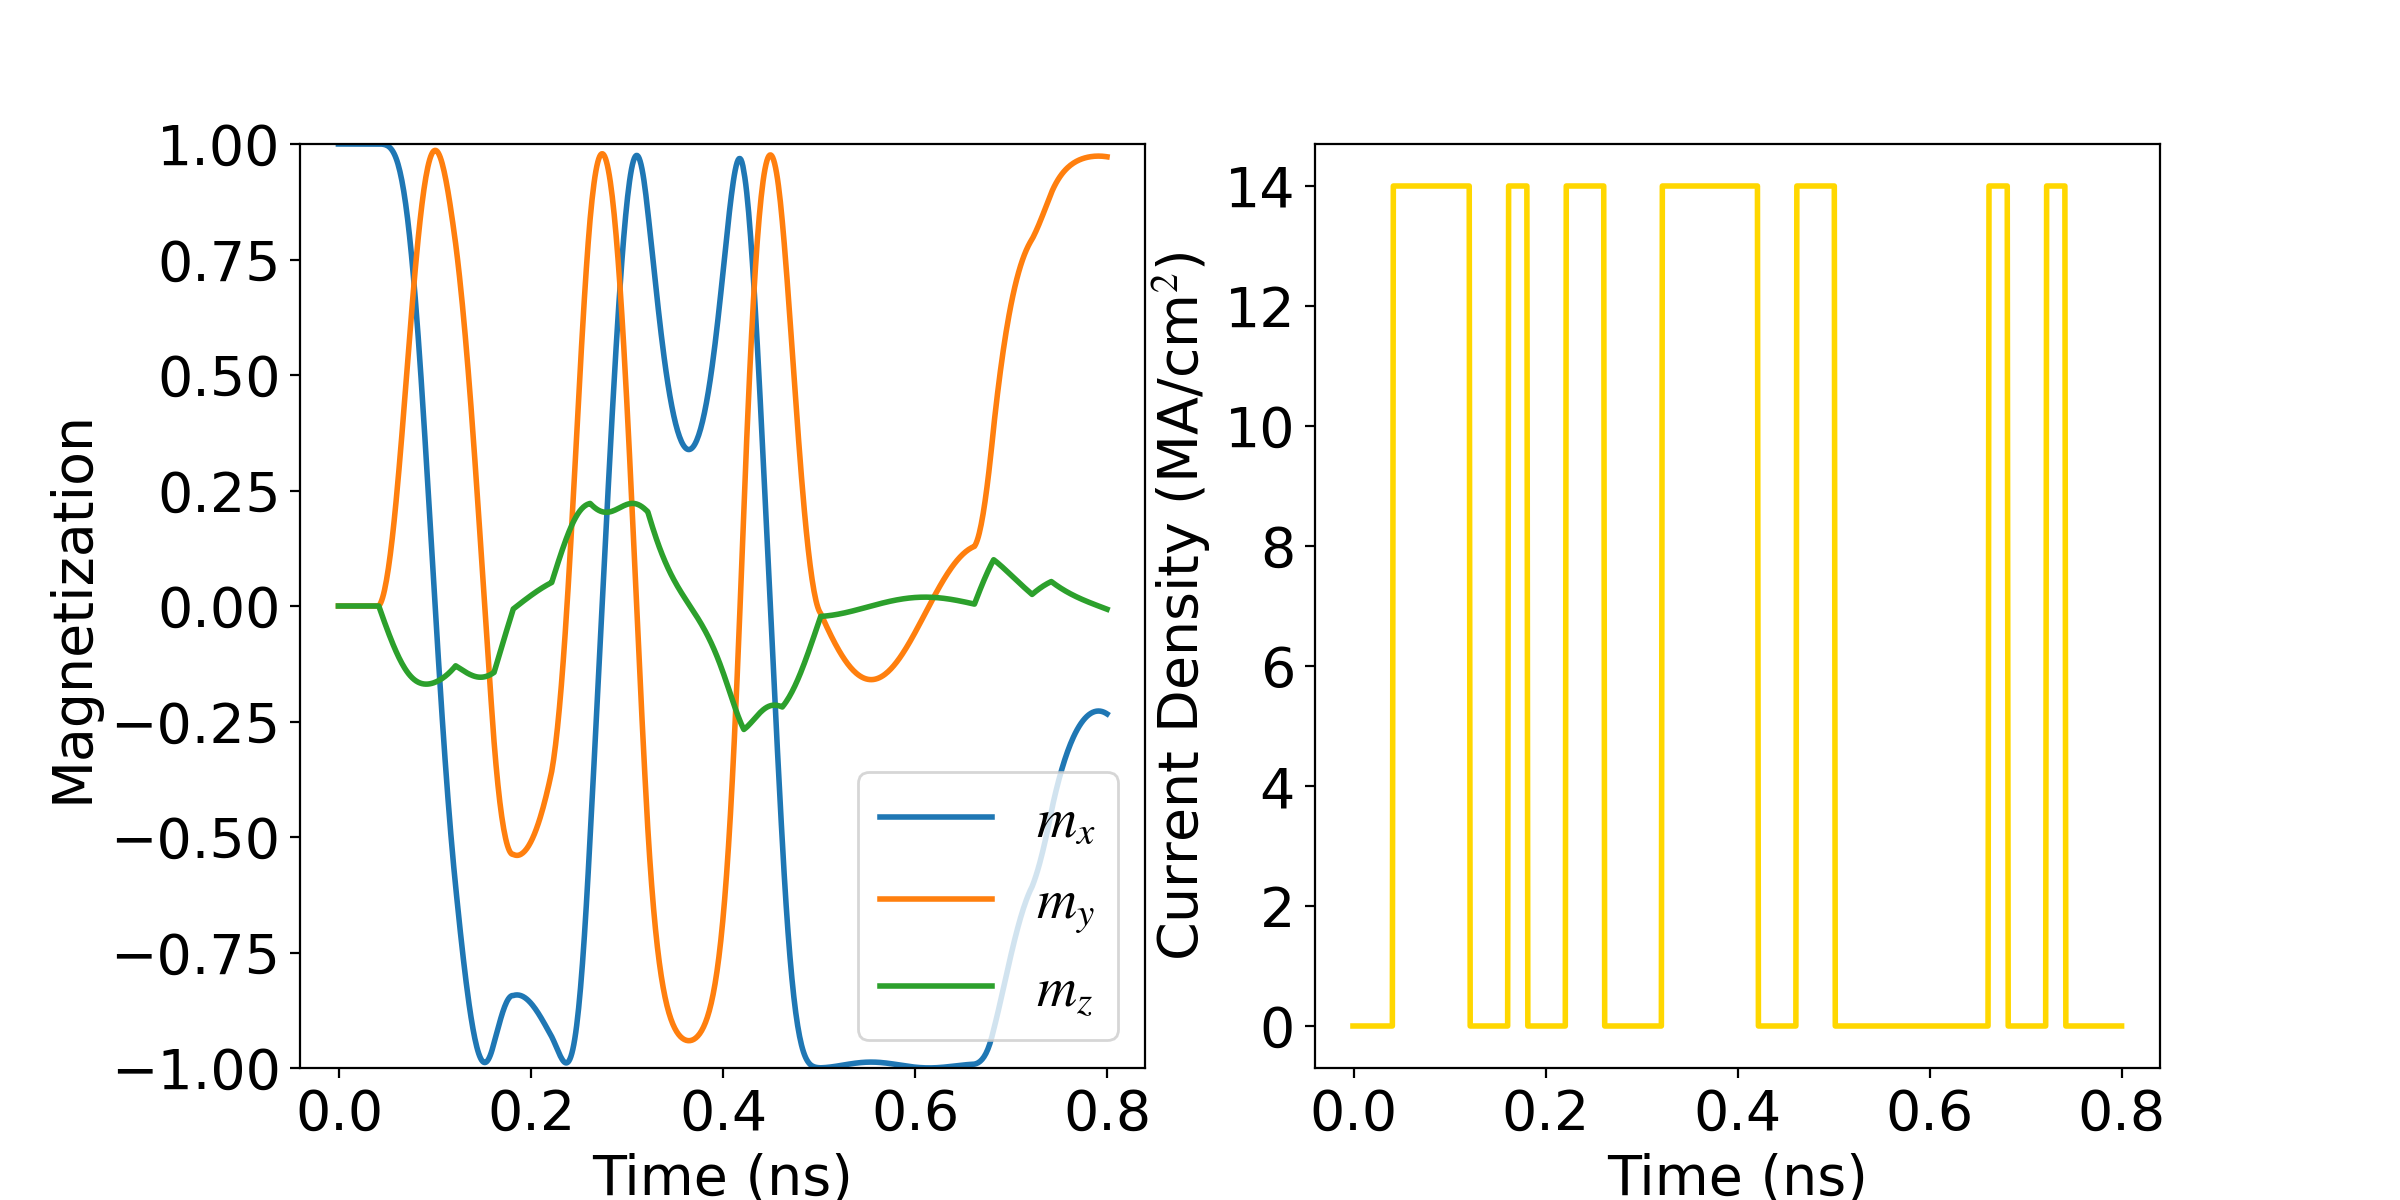 1.00
0.75
0.50
0.25
0.00
−0.25
−0.50
−0.75
−1.00
Magnetization
0.0 0.2 0.4 0.6 0.8
Time (ns)
m_x
m_y
m_z
14
12
10
8
6
4
2
0
Current Density (MA/cm²)
0.0 0.2 0.4 0.6 0.8
Time (ns)